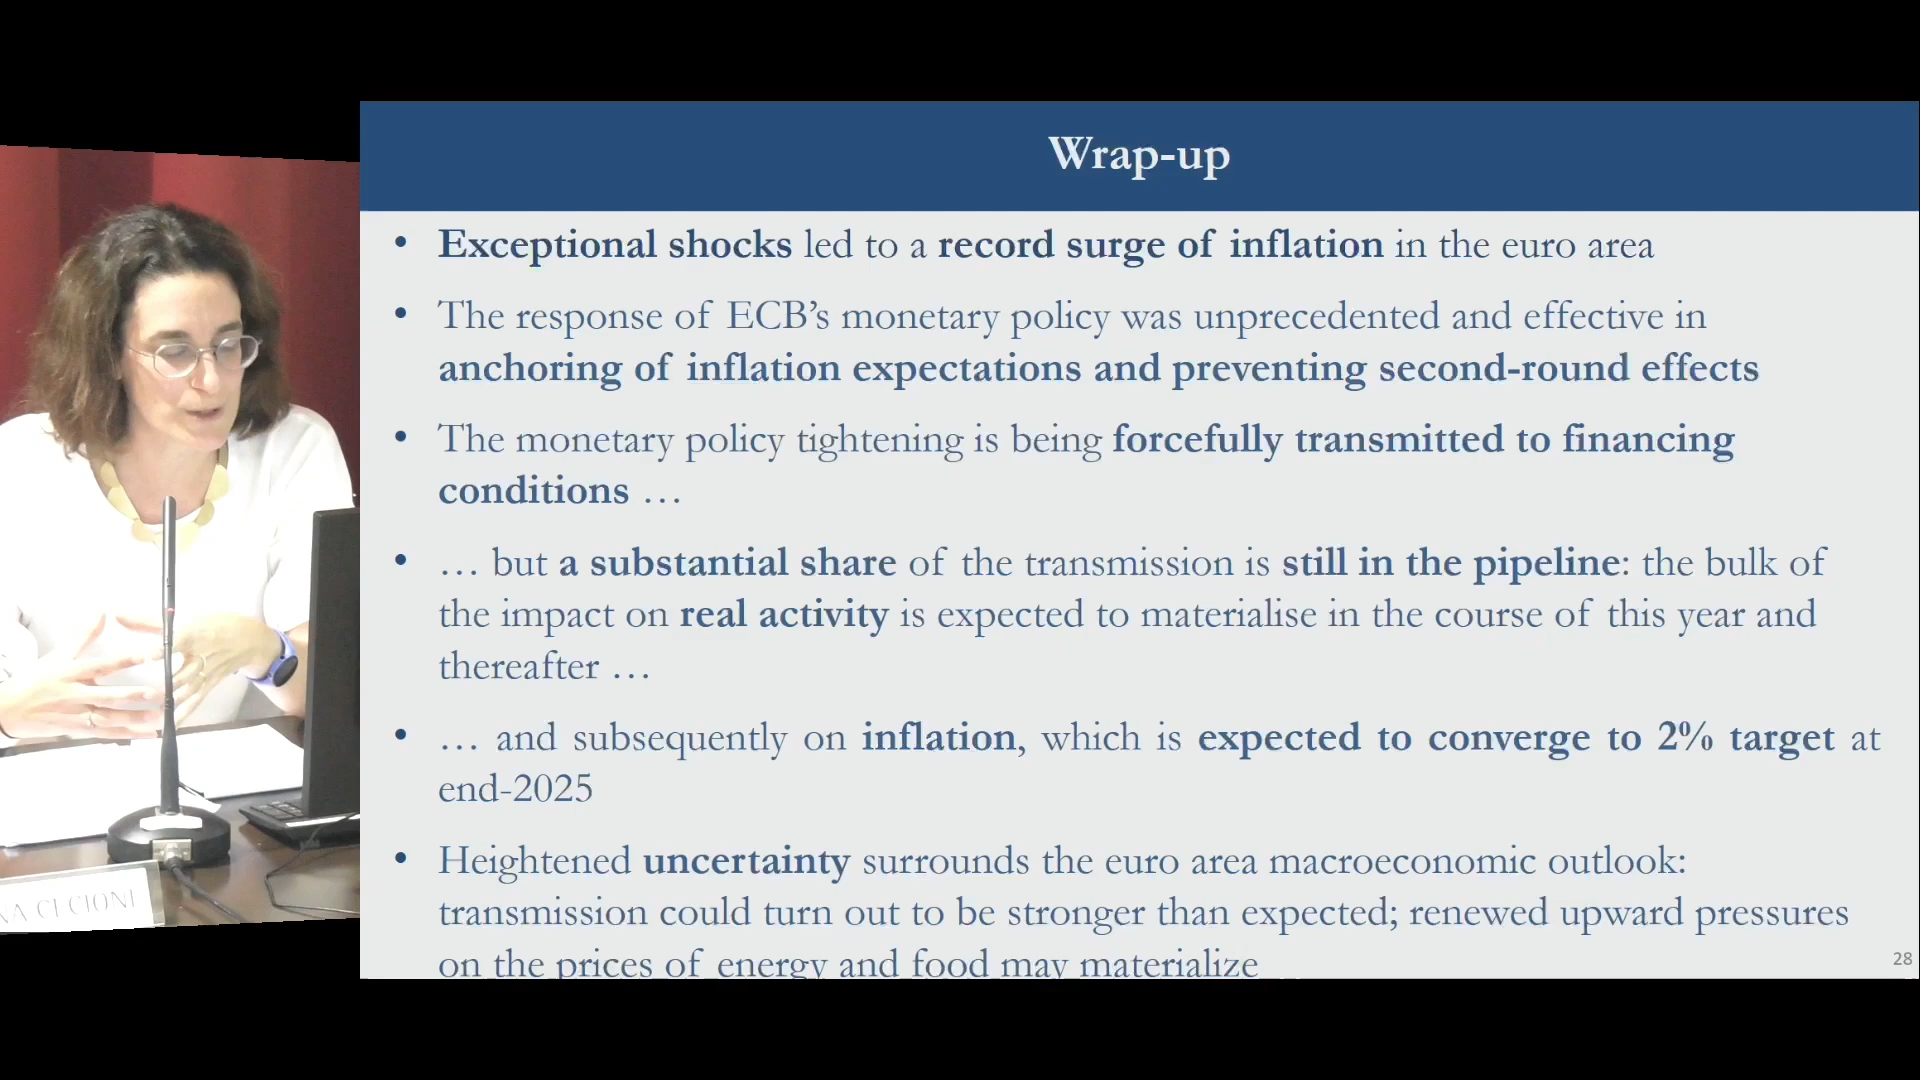 Wrap-up
• Exceptional shocks led to a record surge of inflation in the euro area
• The response of ECB’s monetary policy was unprecedented and effective in
anchoring of inflation expectations and preventing second-round effects
• The monetary policy tightening is being forcefully transmitted to financing
conditions …
• … but a substantial share of the transmission is still in the pipeline: the bulk of
the impact on real activity is expected to materialise in the course of this year and
thereafter …
• … and subsequently on inflation, which is expected to converge to 2% target at
end-2025
• Heightened uncertainty surrounds the euro area macroeconomic outlook:
transmission could turn out to be stronger than expected; renewed upward pressures
on the prices of energy and food may materialize
28
NA CECIONI